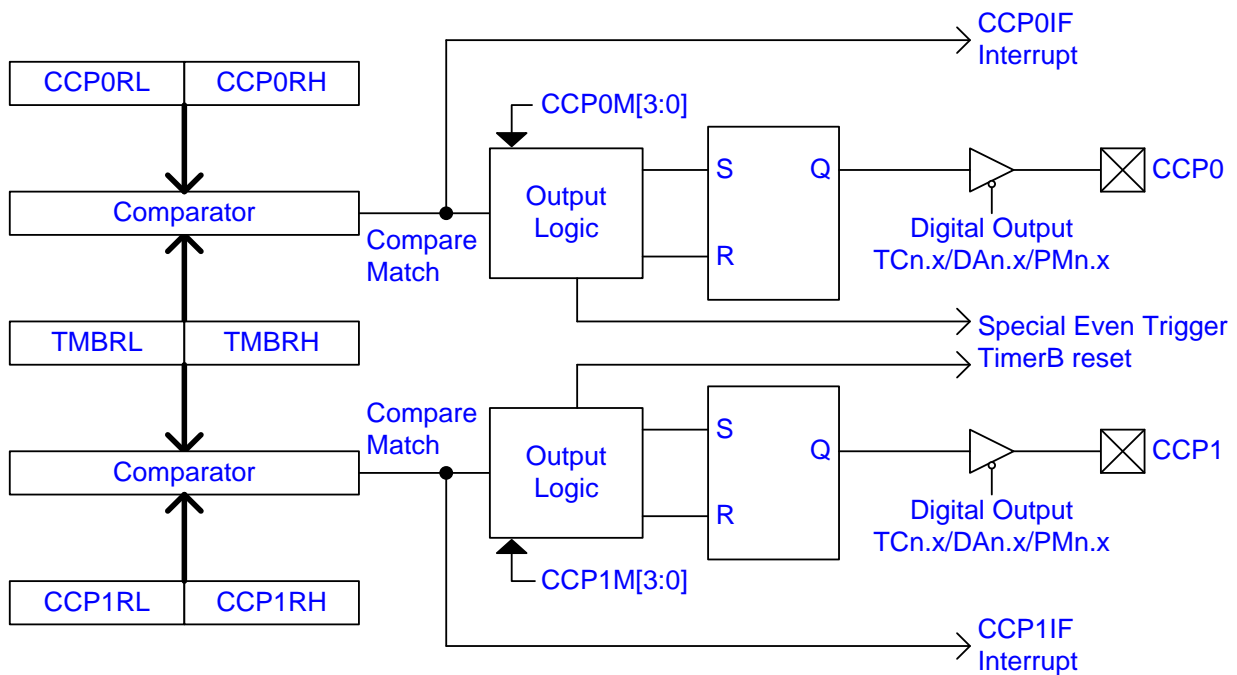 CCP0IF
Interrupt
CCP0RL CCP0RH
CCP0M[3:0]
S Q
R
Output
Logic
CCP0
Comparator
Compare
Match
Digital Output
TCn.x/DAn.x/PMn.x
TMBRL TMBRH
Special Even Trigger
TimerB reset
Compare
Match
S Q
R
Output
Logic
CCP1
Comparator
Digital Output
TCn.x/DAn.x/PMn.x
CCP1M[3:0]
CCP1RL CCP1RH
CCP1IF
Interrupt